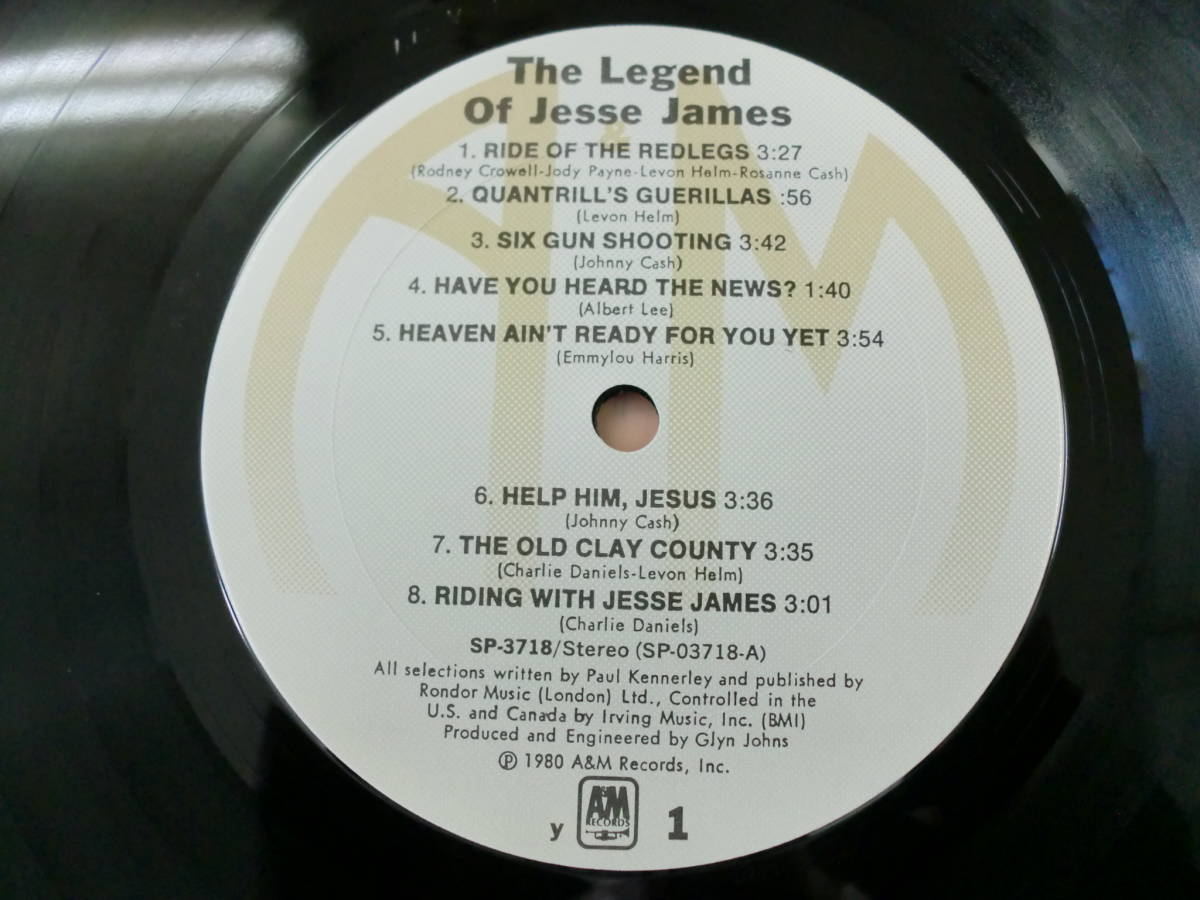 The Legend
Of Jesse James
1. RIDE OF THE REDLEGS 3:27
(Rodney Crowell-Jody Payne-Levon Helm-Rosanne Cash)
2. QUANTRILL'S GUERILLAS :56
(Levon Helm)
3. SIX GUN SHOOTING 3:42
(Johnny Cash)
4. HAVE YOU HEARD THE NEWS? 1:40
(Albert Lee)
5. HEAVEN AIN'T READY FOR YOU YET 3:54
(Emmylou Harris)
6. HELP HIM, JESUS 3:36
(Johnny Cash)
7. THE OLD CLAY COUNTY 3:35
(Charlie Daniels-Levon Helm)
8. RIDING WITH JESSE JAMES 3:01
(Charlie Daniels)
SP-3718/Stereo (SP-03718-A)
All selections written by Paul Kennerley and published by
Rondor Music (London) Ltd., Controlled in the
U.S. and Canada by Irving Music, Inc. (BMI)
Produced and Engineered by Glyn Johns
℗ 1980 A&M Records, Inc.
A&M
RECORDS
y 1